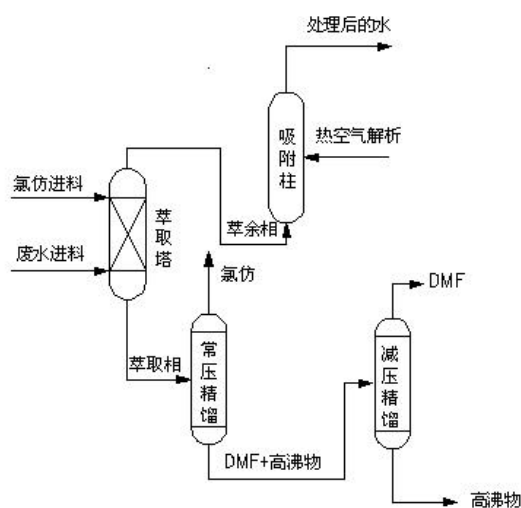 处理后的水
吸附柱
热空气解析
氯仿进料
萃取塔
废水进料
萃余相
氯仿
萃取相
常压精馏
DMF
减压精馏
DMF+高沸物
高沸物